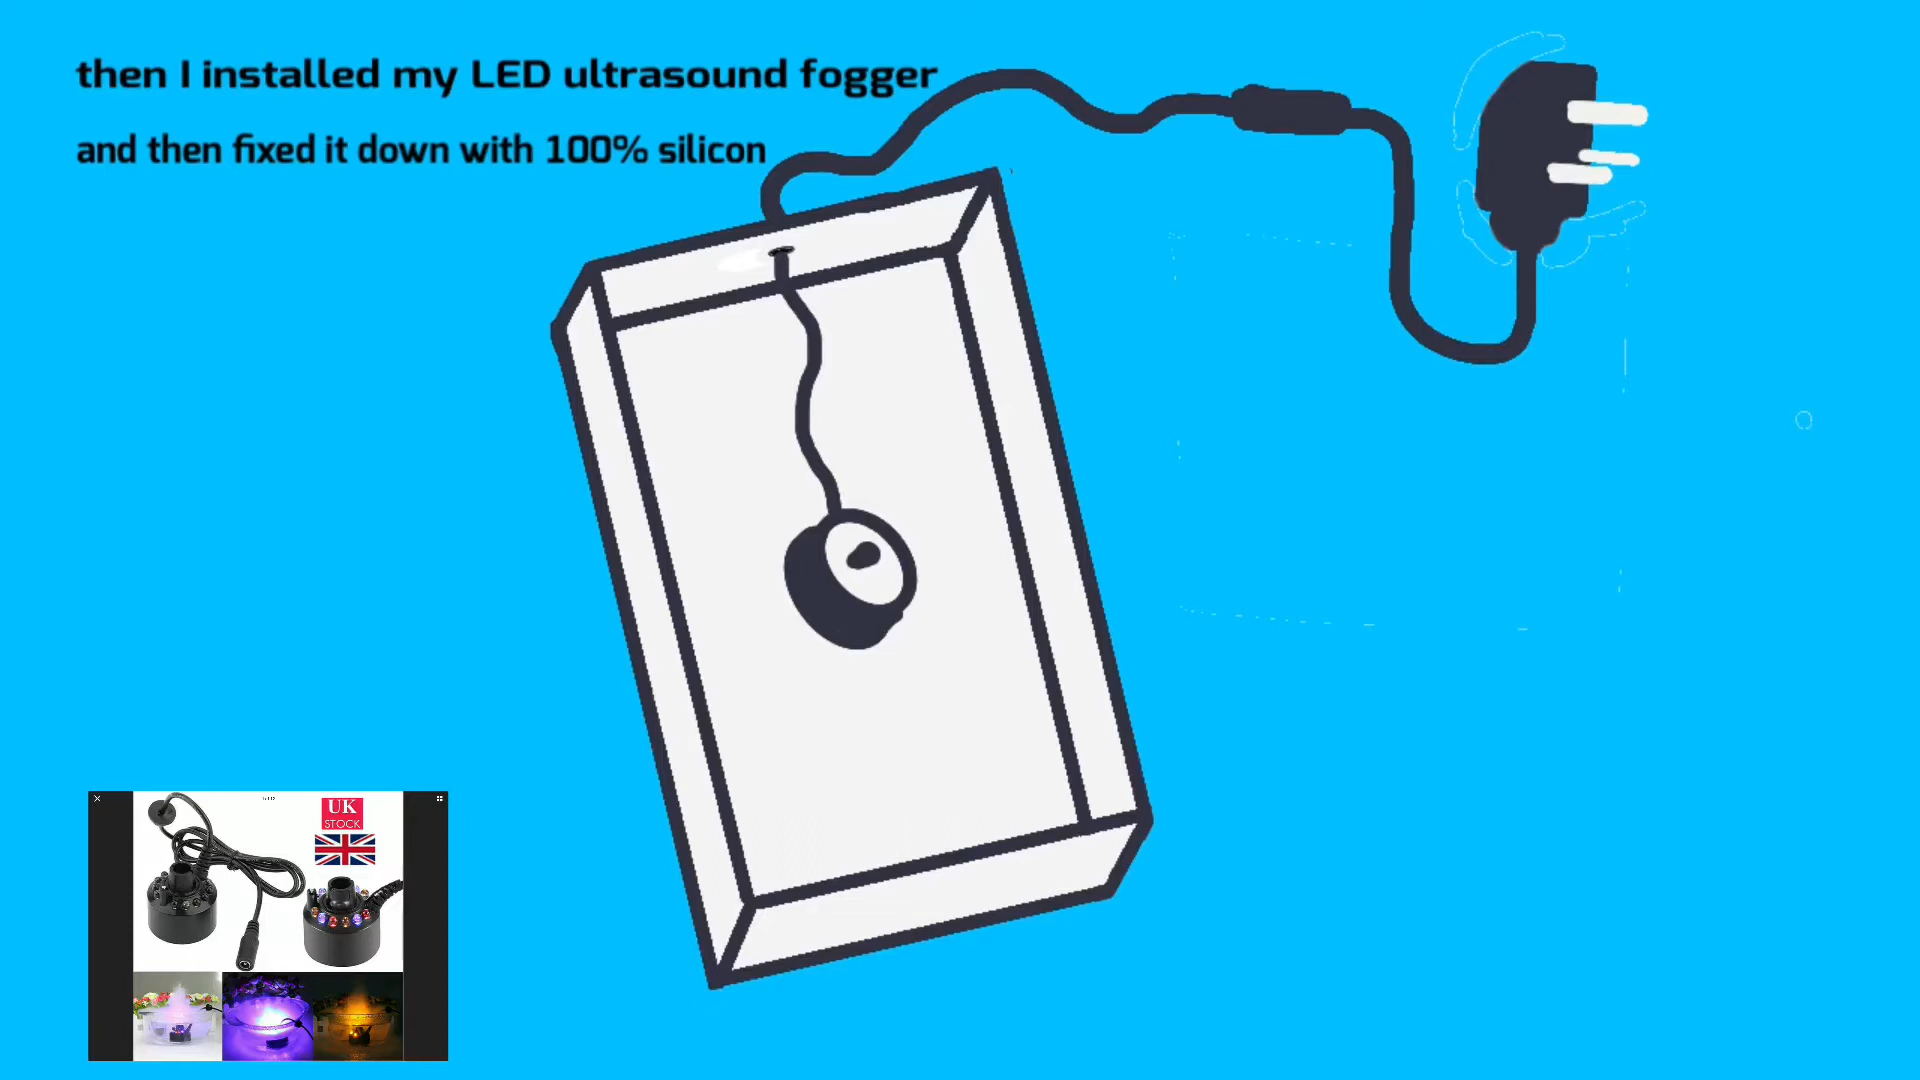 then I installed my LED ultrasound fogger
and then fixed it down with 100% silicon
UK
STOCK